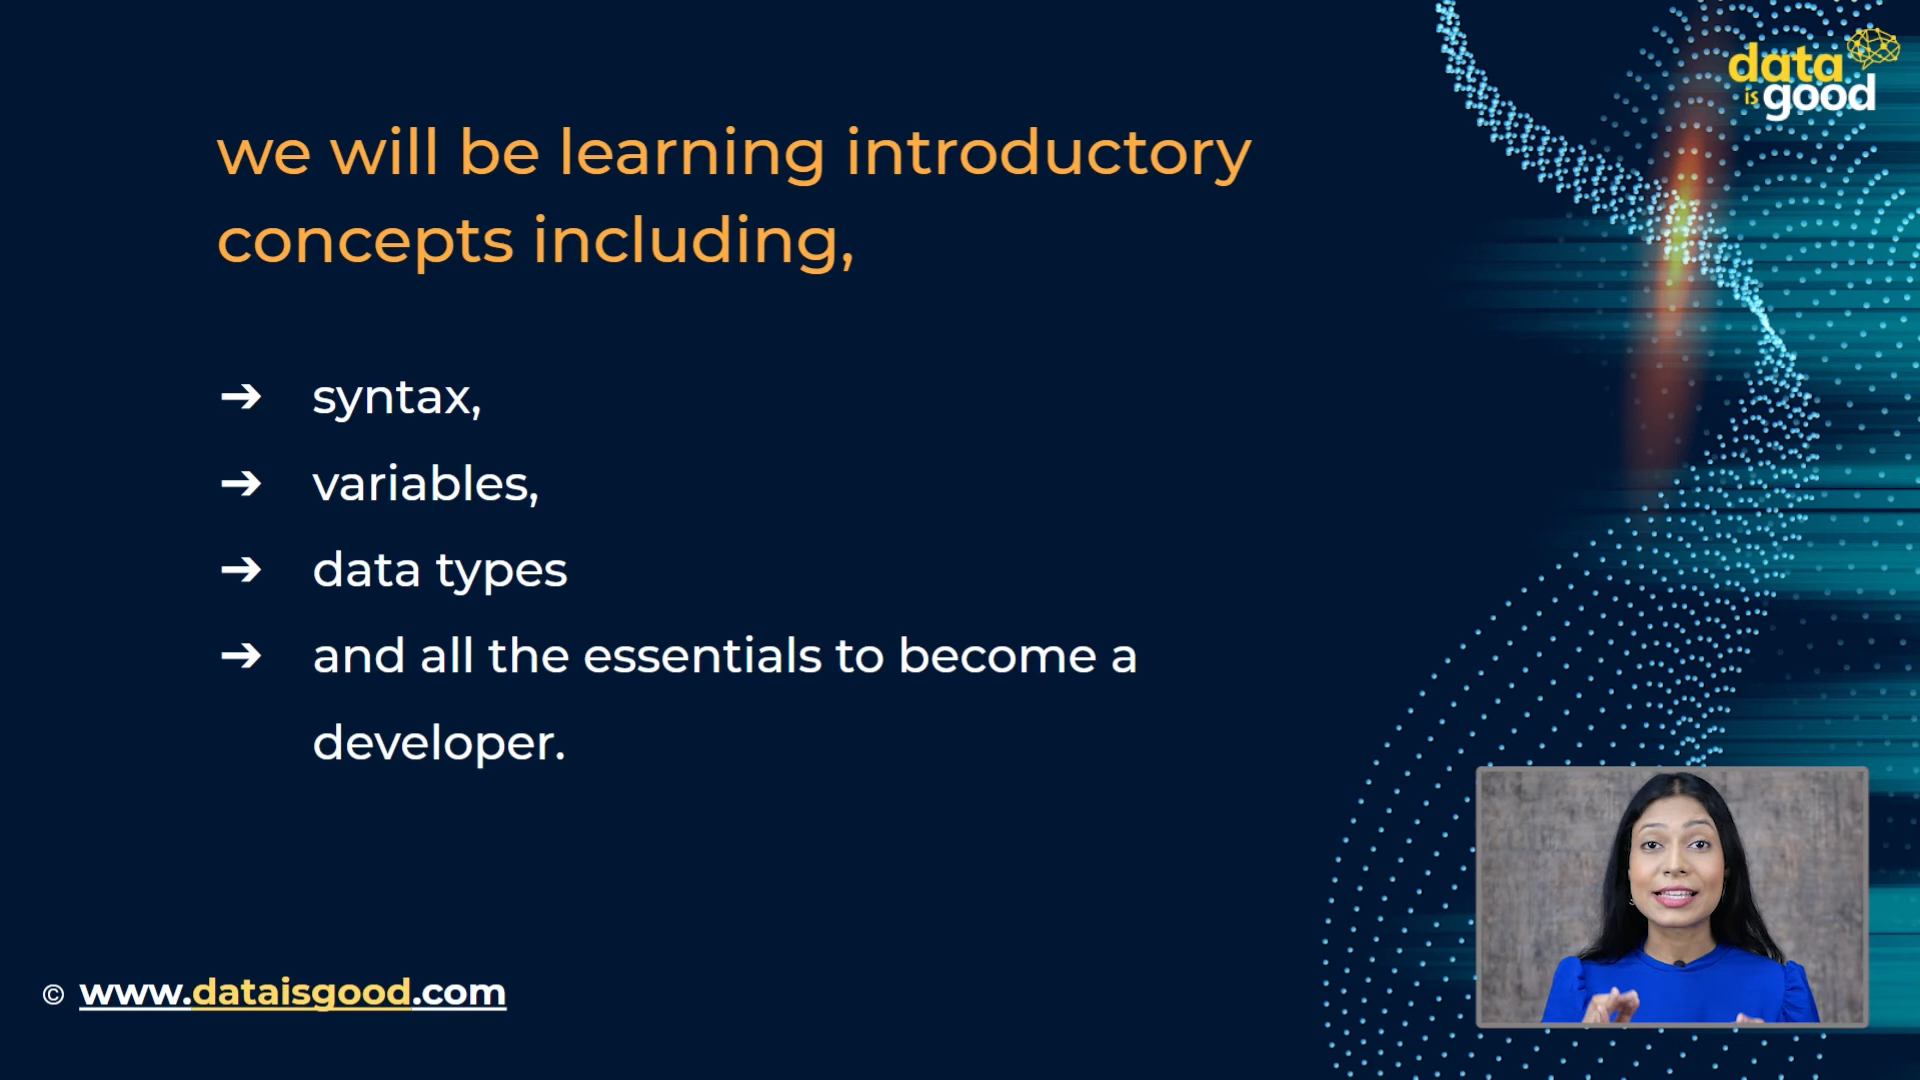 data
is good
we will be learning introductory
concepts including,
➔ syntax,
➔ variables,
➔ data types
➔ and all the essentials to become a
developer.
© www.dataisgood.com